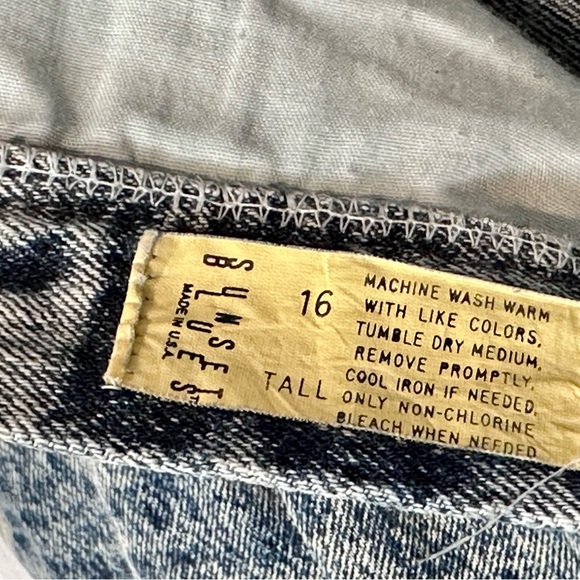 SUNSET
BLUES
MADE IN U.S.A.
16
TALL
MACHINE WASH WARM
WITH LIKE COLORS,
TUMBLE DRY MEDIUM,
REMOVE PROMPTLY,
COOL IRON IF NEEDED,
ONLY NON-CHLORINE
BLEACH WHEN NEEDED